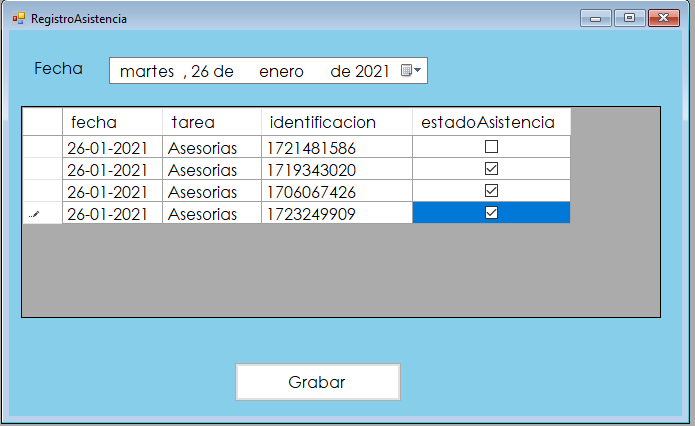 RegistroAsistencia
Fecha martes , 26 de enero de 2021
fecha tarea identificacion estadoAsistencia
26-01-2021 Asesorias 1721481586
26-01-2021 Asesorias 1719343020
26-01-2021 Asesorias 1706067426
26-01-2021 Asesorias 1723249909
Grabar